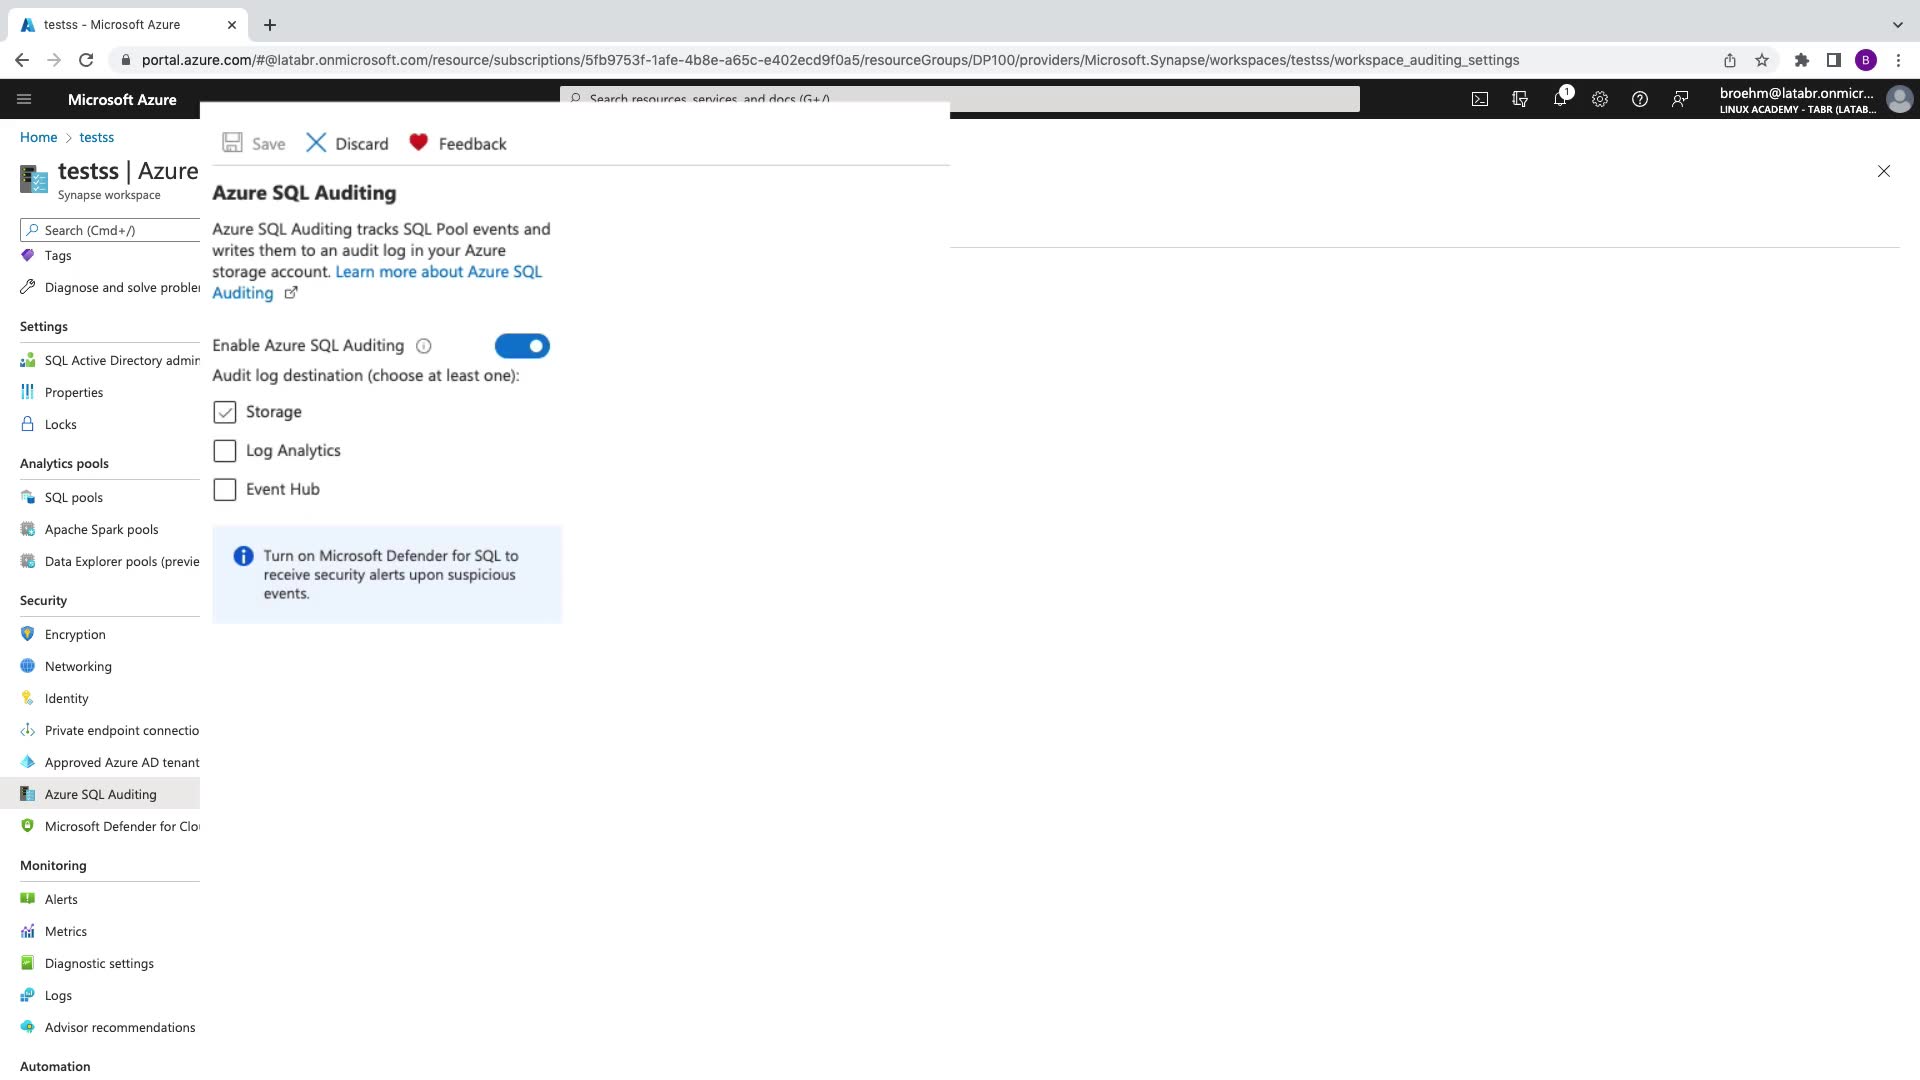 testss - Microsoft Azure
portal.azure.com/#@latabr.onmicrosoft.com/resource/subscriptions/5fb9753f-1afe-4b8e-a65c-e402ecd9f0a5/resourceGroups/DP100/providers/Microsoft.Synapse/workspaces/testss/workspace_auditing_settings
B
Microsoft Azure
Search resources, services, and docs (G+/)
1
broehm@latabr.onmicr...
LINUX ACADEMY - TABR (LATAB...
Home > testss
testss | Azure
Synapse workspace
Search (Cmd+/)
Tags
Diagnose and solve probler
Settings
SQL Active Directory admin
Properties
Locks
Analytics pools
SQL pools
Apache Spark pools
Data Explorer pools (previe
Security
Encryption
Networking
Identity
Private endpoint connectio
Approved Azure AD tenant
Azure SQL Auditing
Microsoft Defender for Clou
Monitoring
Alerts
Metrics
Diagnostic settings
Logs
Advisor recommendations
Automation
Save
Discard
Feedback
Azure SQL Auditing
Azure SQL Auditing tracks SQL Pool events and
writes them to an audit log in your Azure
storage account. Learn more about Azure SQL
Auditing
Enable Azure SQL Auditing
Audit log destination (choose at least one):
Storage
Log Analytics
Event Hub
Turn on Microsoft Defender for SQL to
receive security alerts upon suspicious
events.